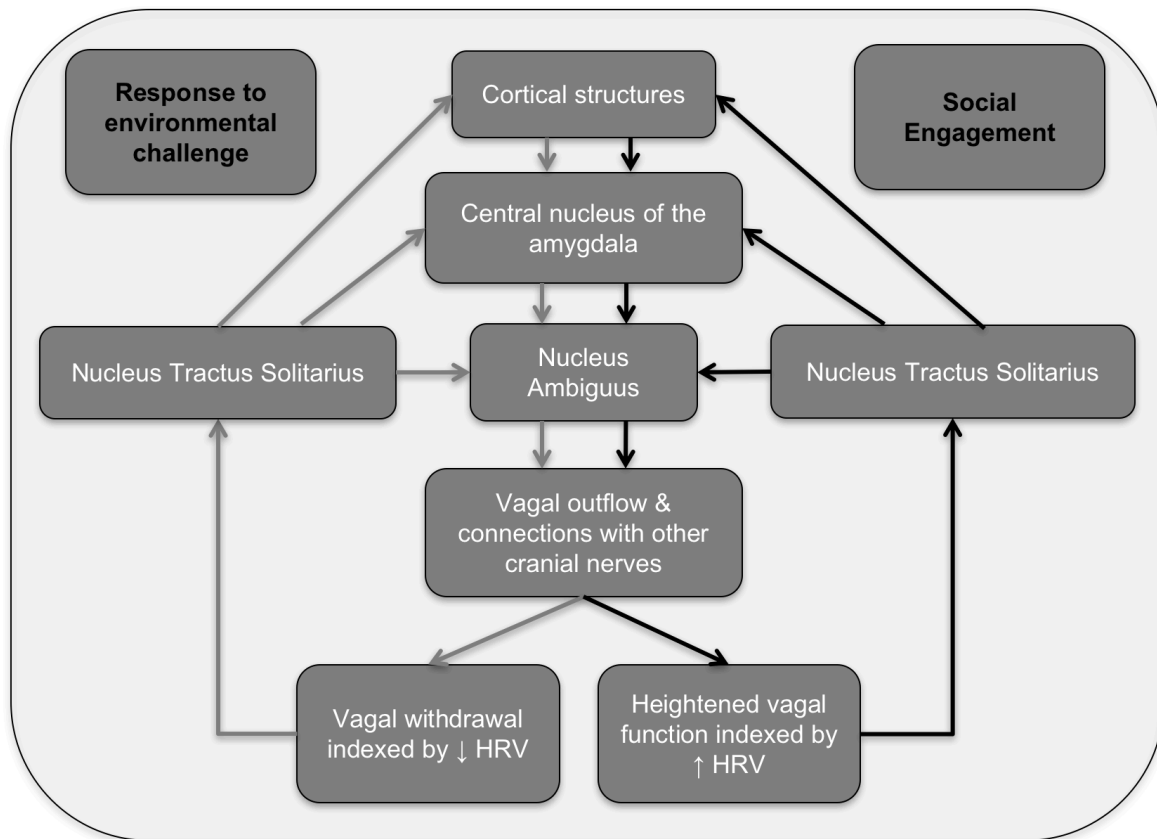 Response to
environmental
challenge
Cortical structures
Social
Engagement
Central nucleus of the
amygdala
Nucleus Tractus Solitarius
Nucleus
Ambiguus
Nucleus Tractus Solitarius
Vagal outflow &
connections with other
cranial nerves
Vagal withdrawal
indexed by ↓ HRV
Heightened vagal
function indexed by
↑ HRV